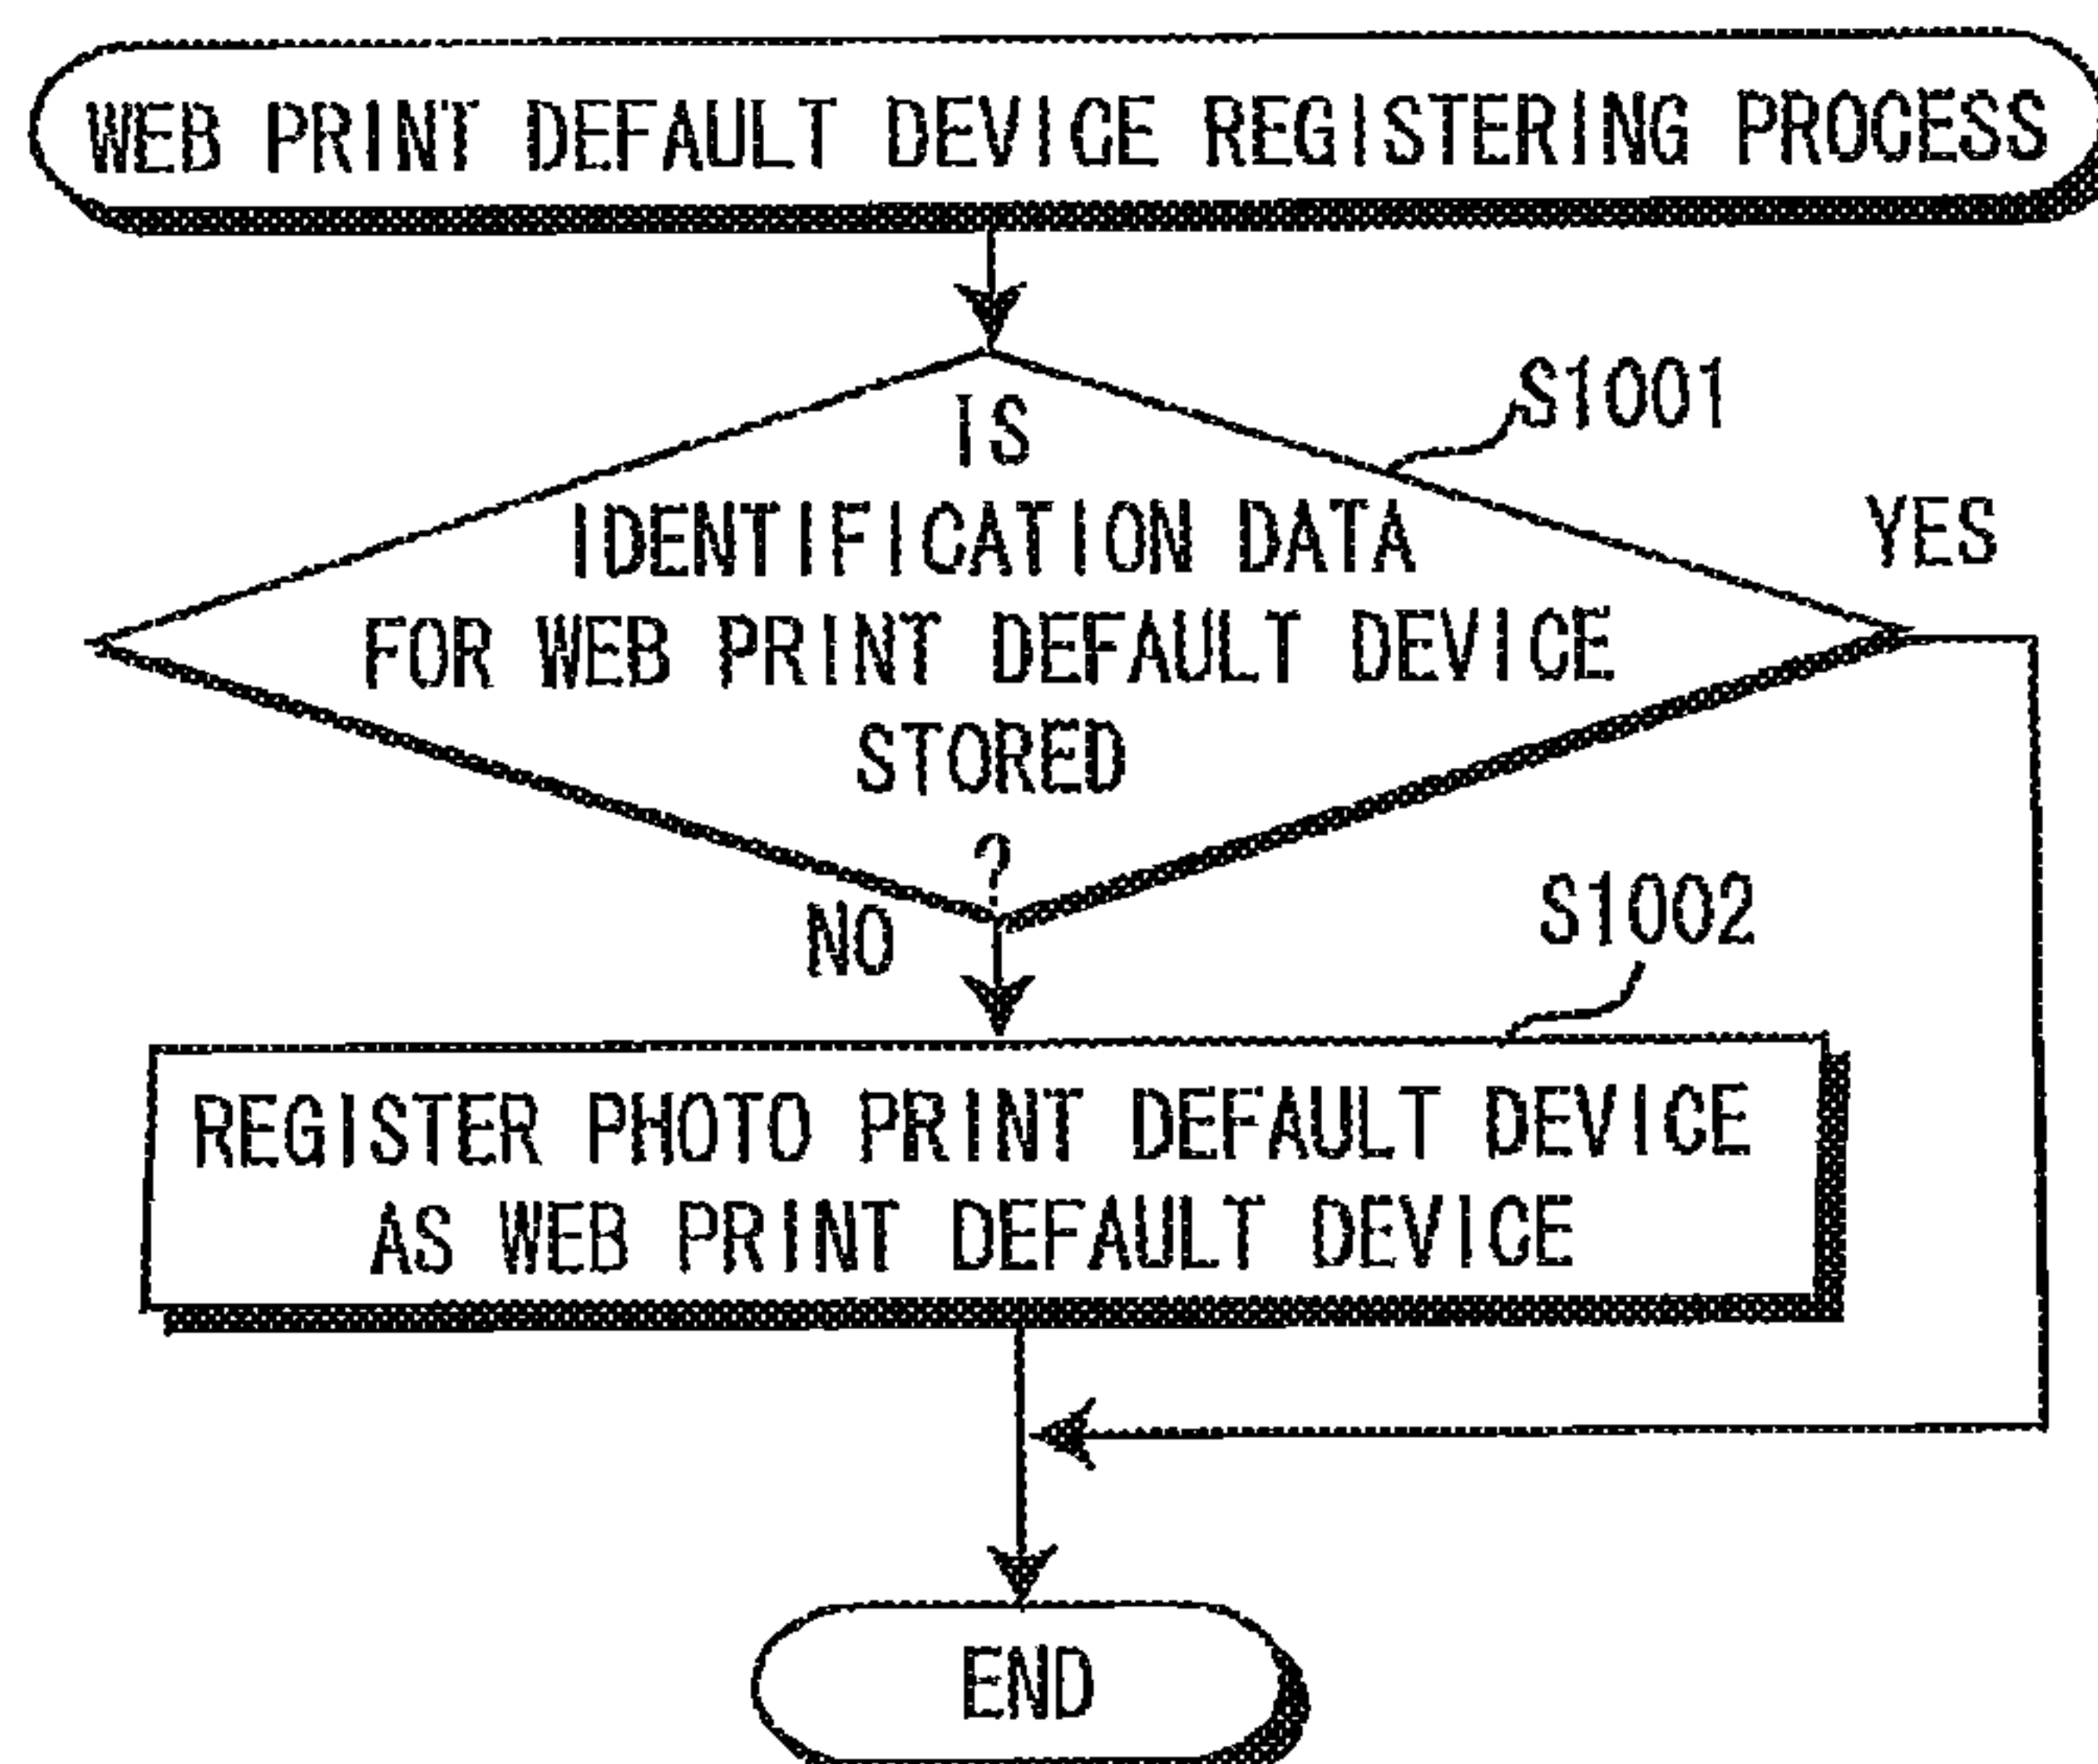 WEB PRINT DEFAULT DEVICE REGISTERING PROCESS
S1001
IS
IDENTIFICATION DATA
FOR WEB PRINT DEFAULT DEVICE
STORED
?
YES
NO
S1002
REGISTER PHOTO PRINT DEFAULT DEVICE
AS WEB PRINT DEFAULT DEVICE
END